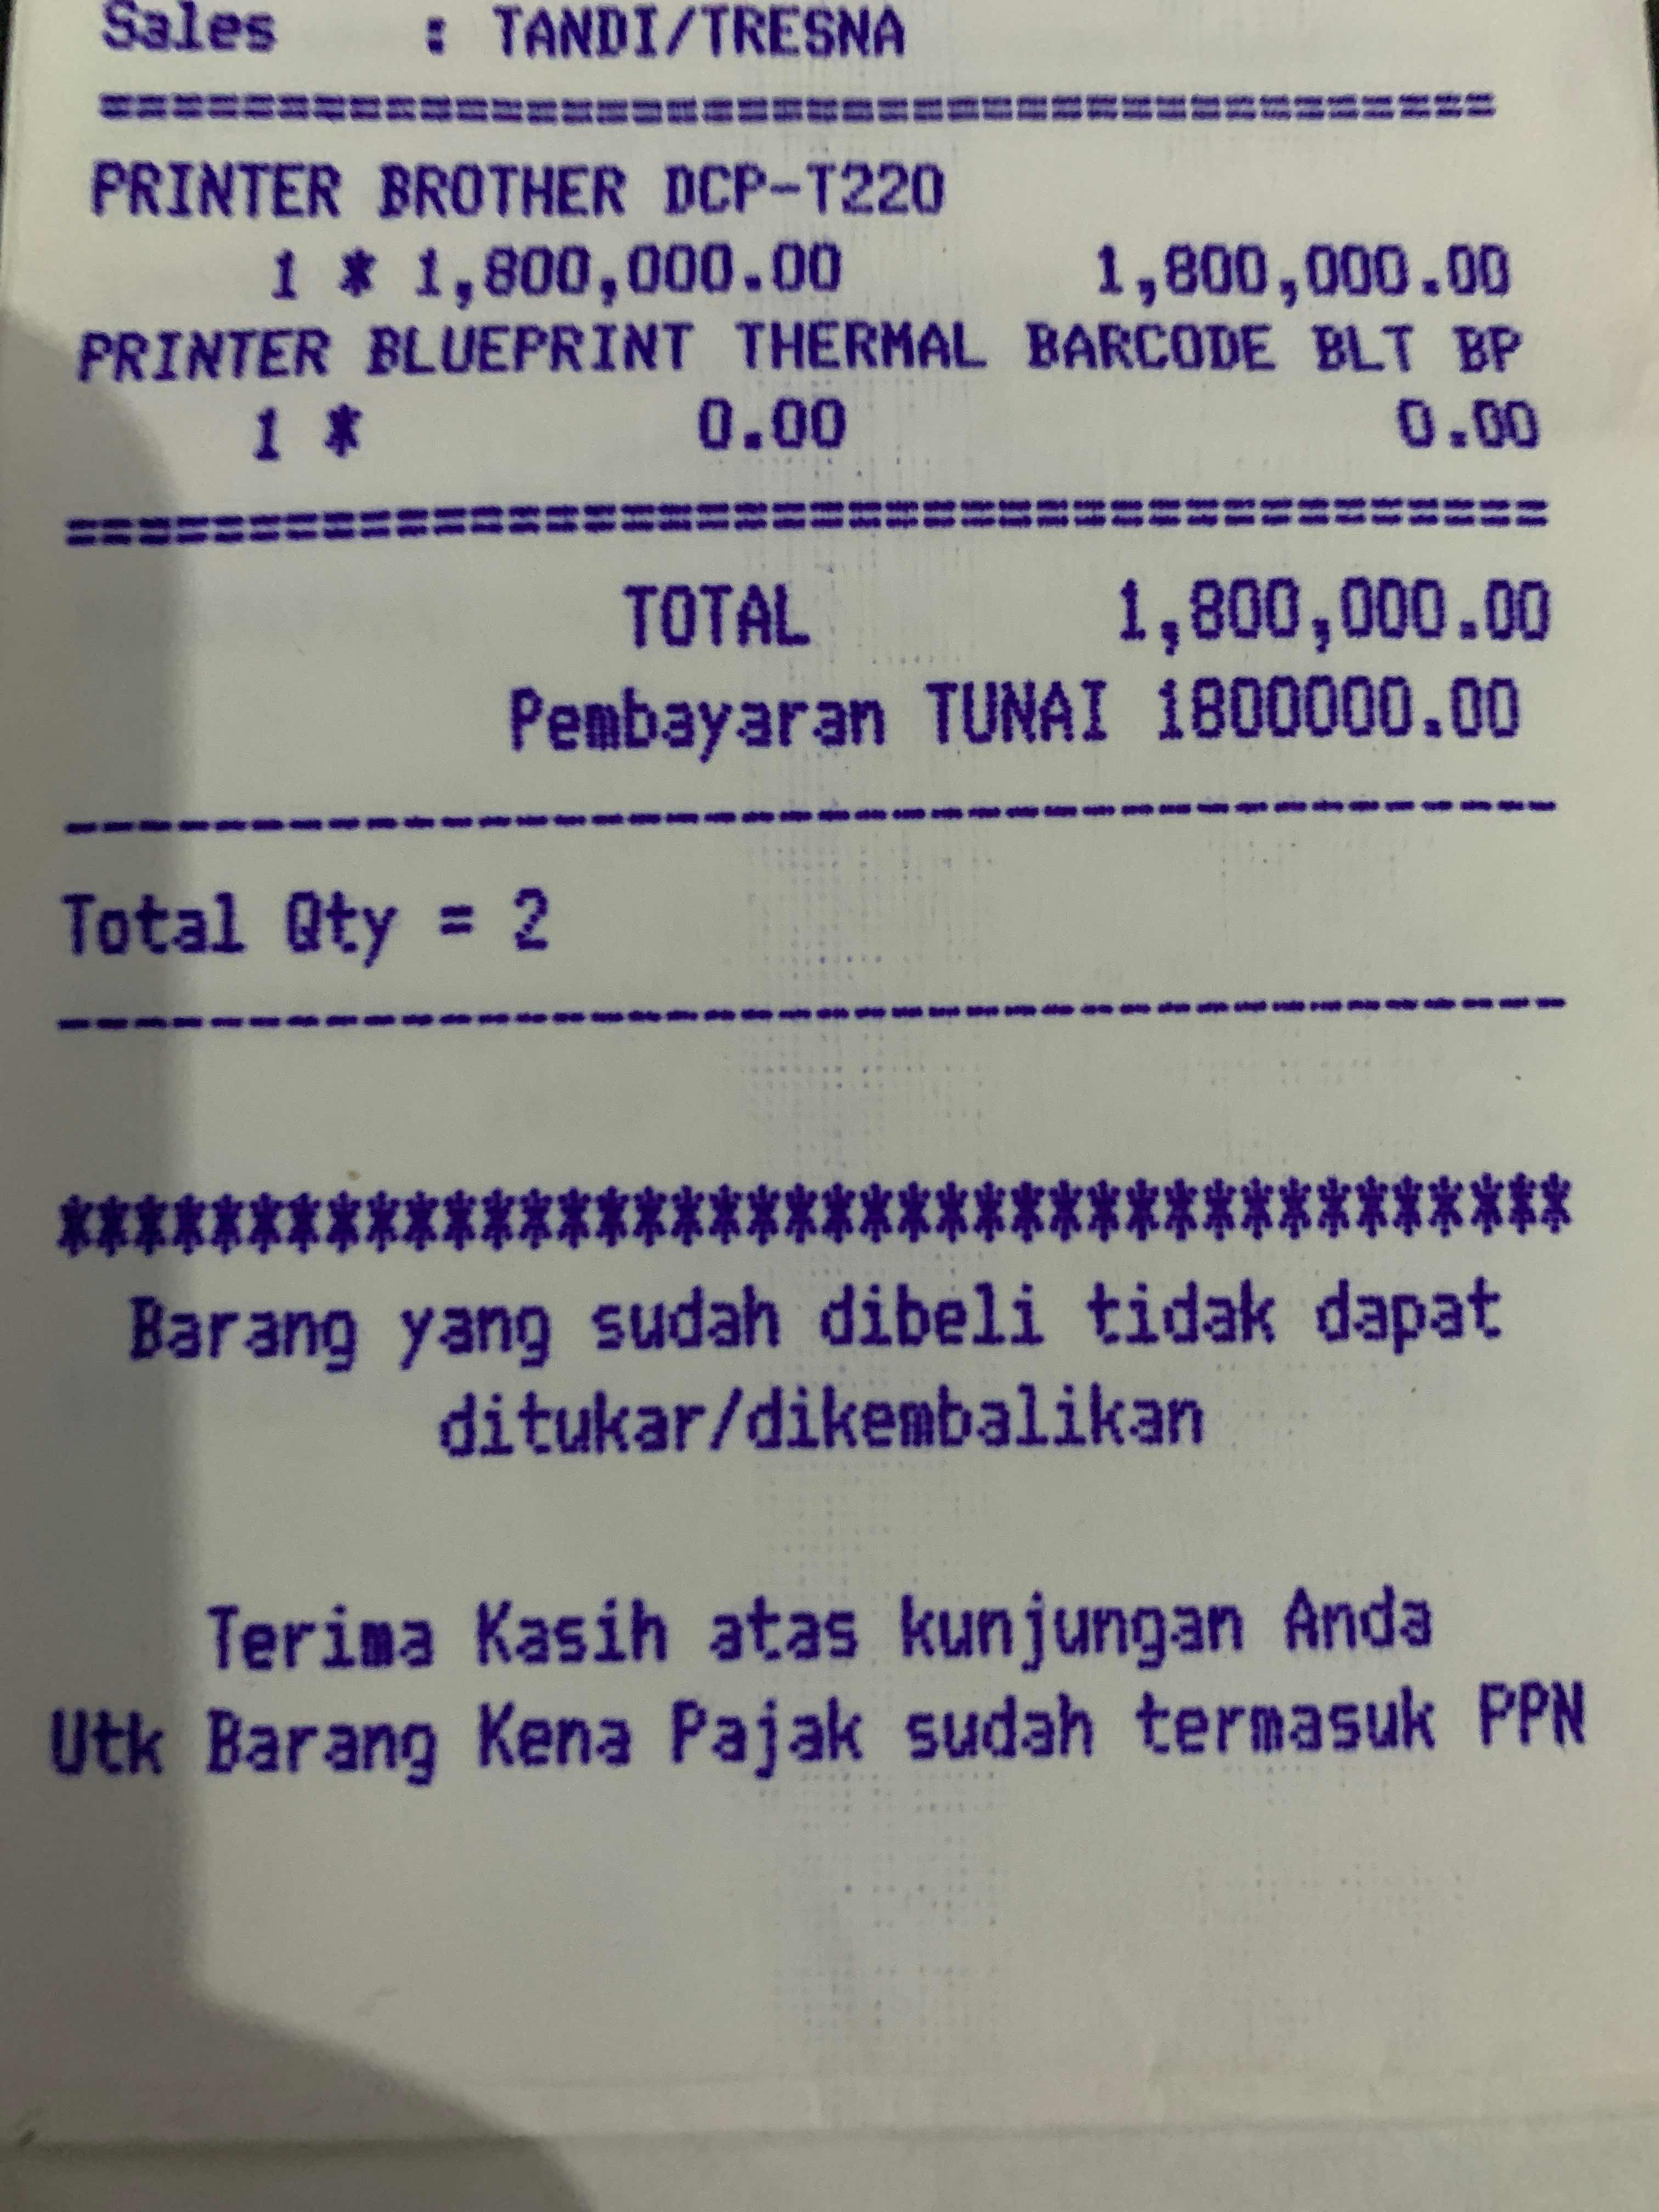 Sales : TANDI/TRESNA
=======================================
PRINTER BROTHER DCP-T220
1 * 1,800,000.00 1,800,000.00
PRINTER BLUEPRINT THERMAL BARCODE BLT BP
1 * 0.00 0.00
========================================
TOTAL 1,800,000.00
Pembayaran TUNAI 1800000.00
----------------------------------------
Total Qty = 2
----------------------------------------
****************************************
Barang yang sudah dibeli tidak dapat
ditukar/dikembalikan
Terima Kasih atas kunjungan Anda
Utk Barang Kena Pajak sudah termasuk PPN